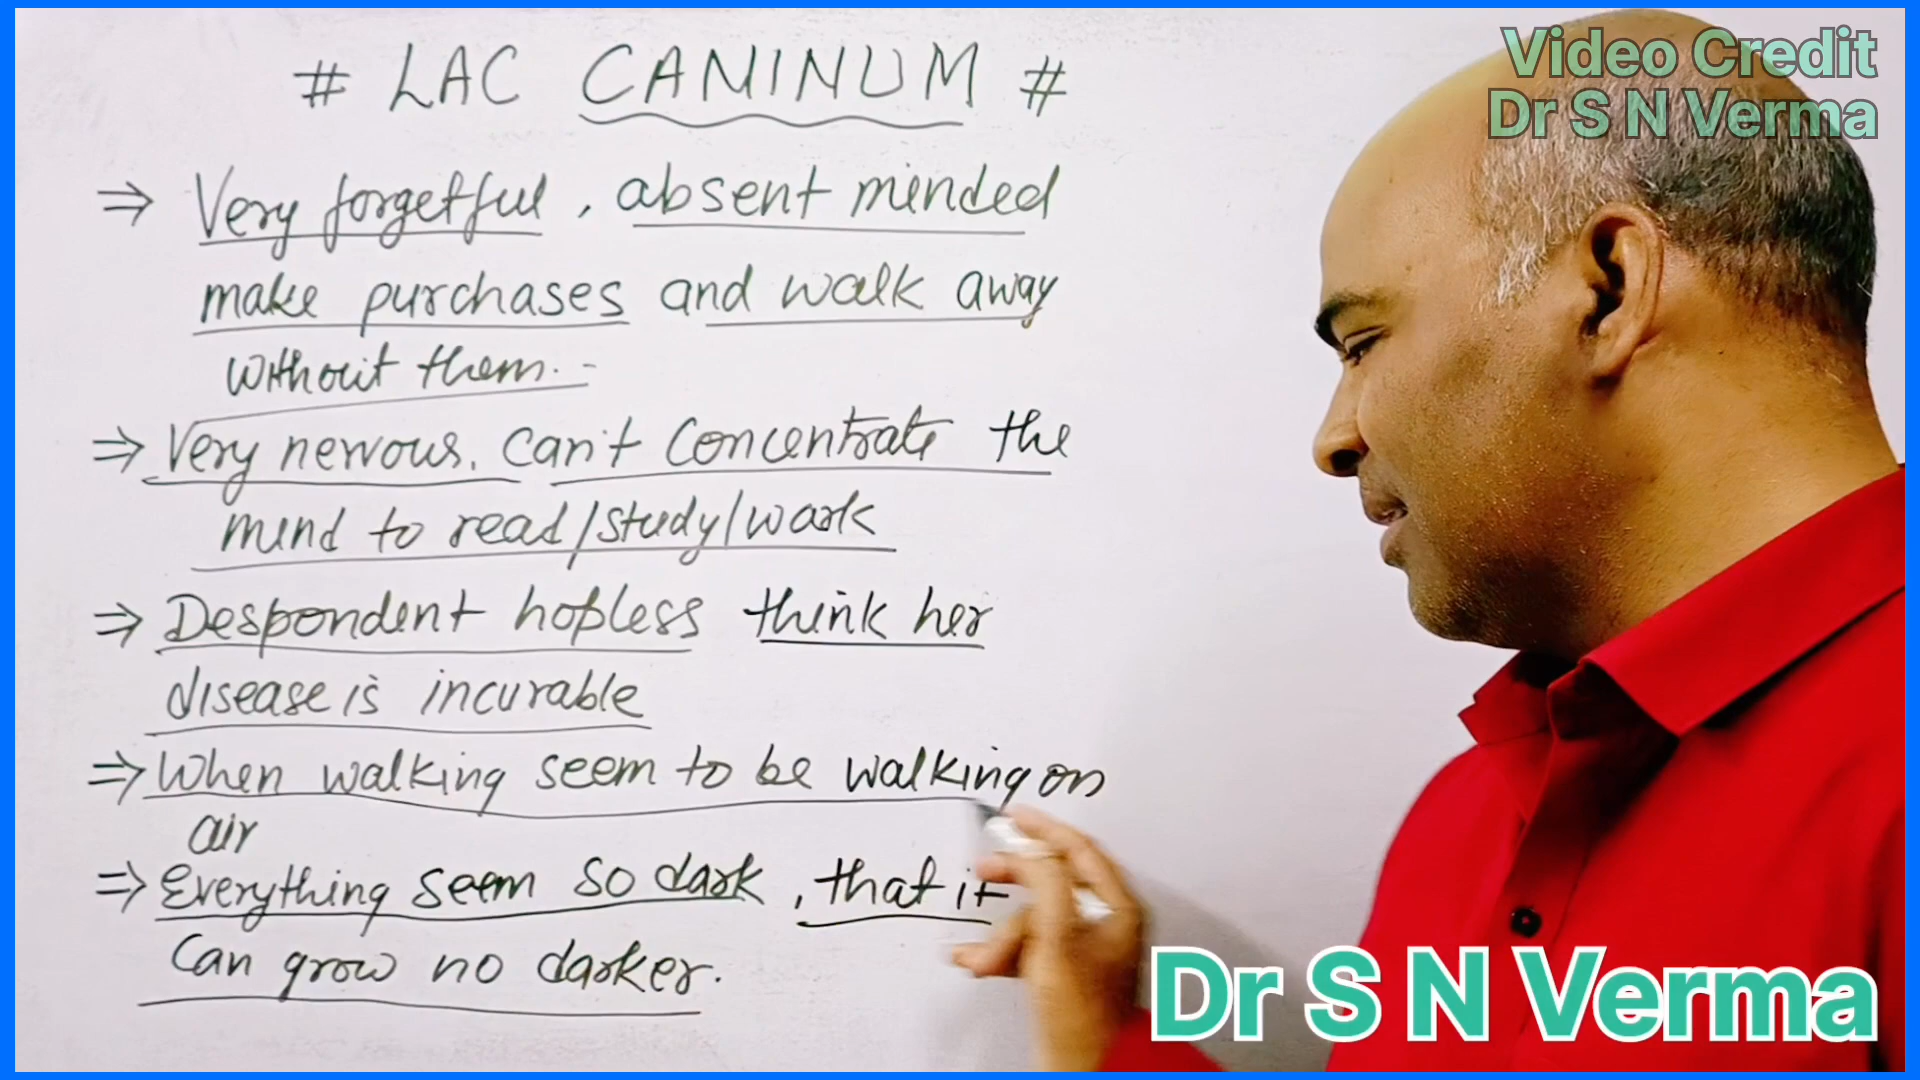 # LAC CANINUM #
Video Credit
Dr S N Verma
⇒ Very forgetful, absent minded
make purchases and walk away
without them.-
⇒ Very nervous, can't concentrate the
mind to read/study/work
⇒ Despondent hopless think her
disease is incurable
⇒ When walking seem to be walking on
air
⇒ Everything seem so dark, that it
can grow no darker.
Dr S N Verma